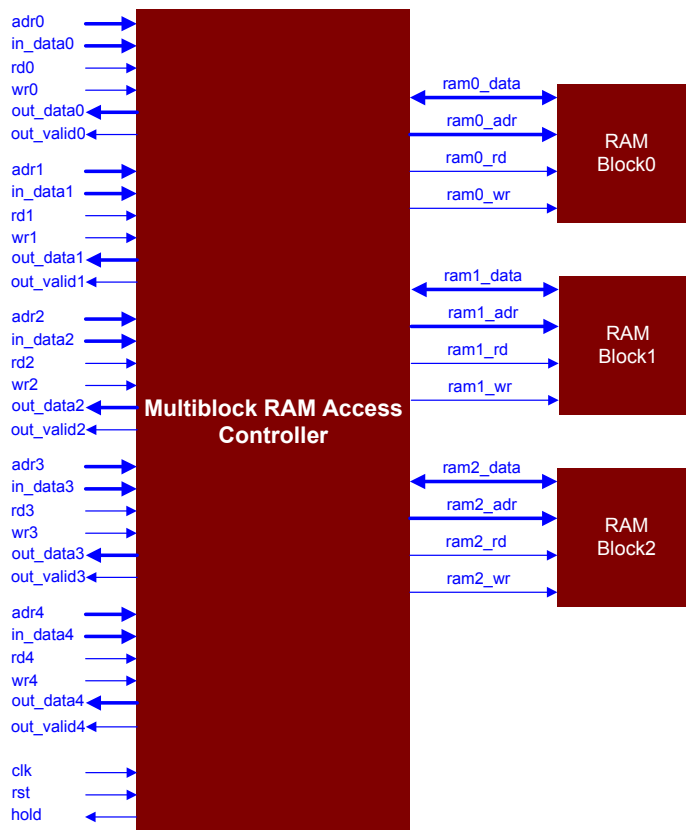 adr0
in_data0
rd0
wr0
out_data0
out_valid0
adr1
in_data1
rd1
wr1
out_data1
out_valid1
adr2
in_data2
rd2
wr2
out_data2
out_valid2
adr3
in_data3
rd3
wr3
out_data3
out_valid3
adr4
in_data4
rd4
wr4
out_data4
out_valid4
clk
rst
hold
Multiblock RAM Access
Controller
ram0_data
ram0_adr
ram0_rd
ram0_wr
RAM
Block0
ram1_data
ram1_adr
ram1_rd
ram1_wr
RAM
Block1
ram2_data
ram2_adr
ram2_rd
ram2_wr
RAM
Block2